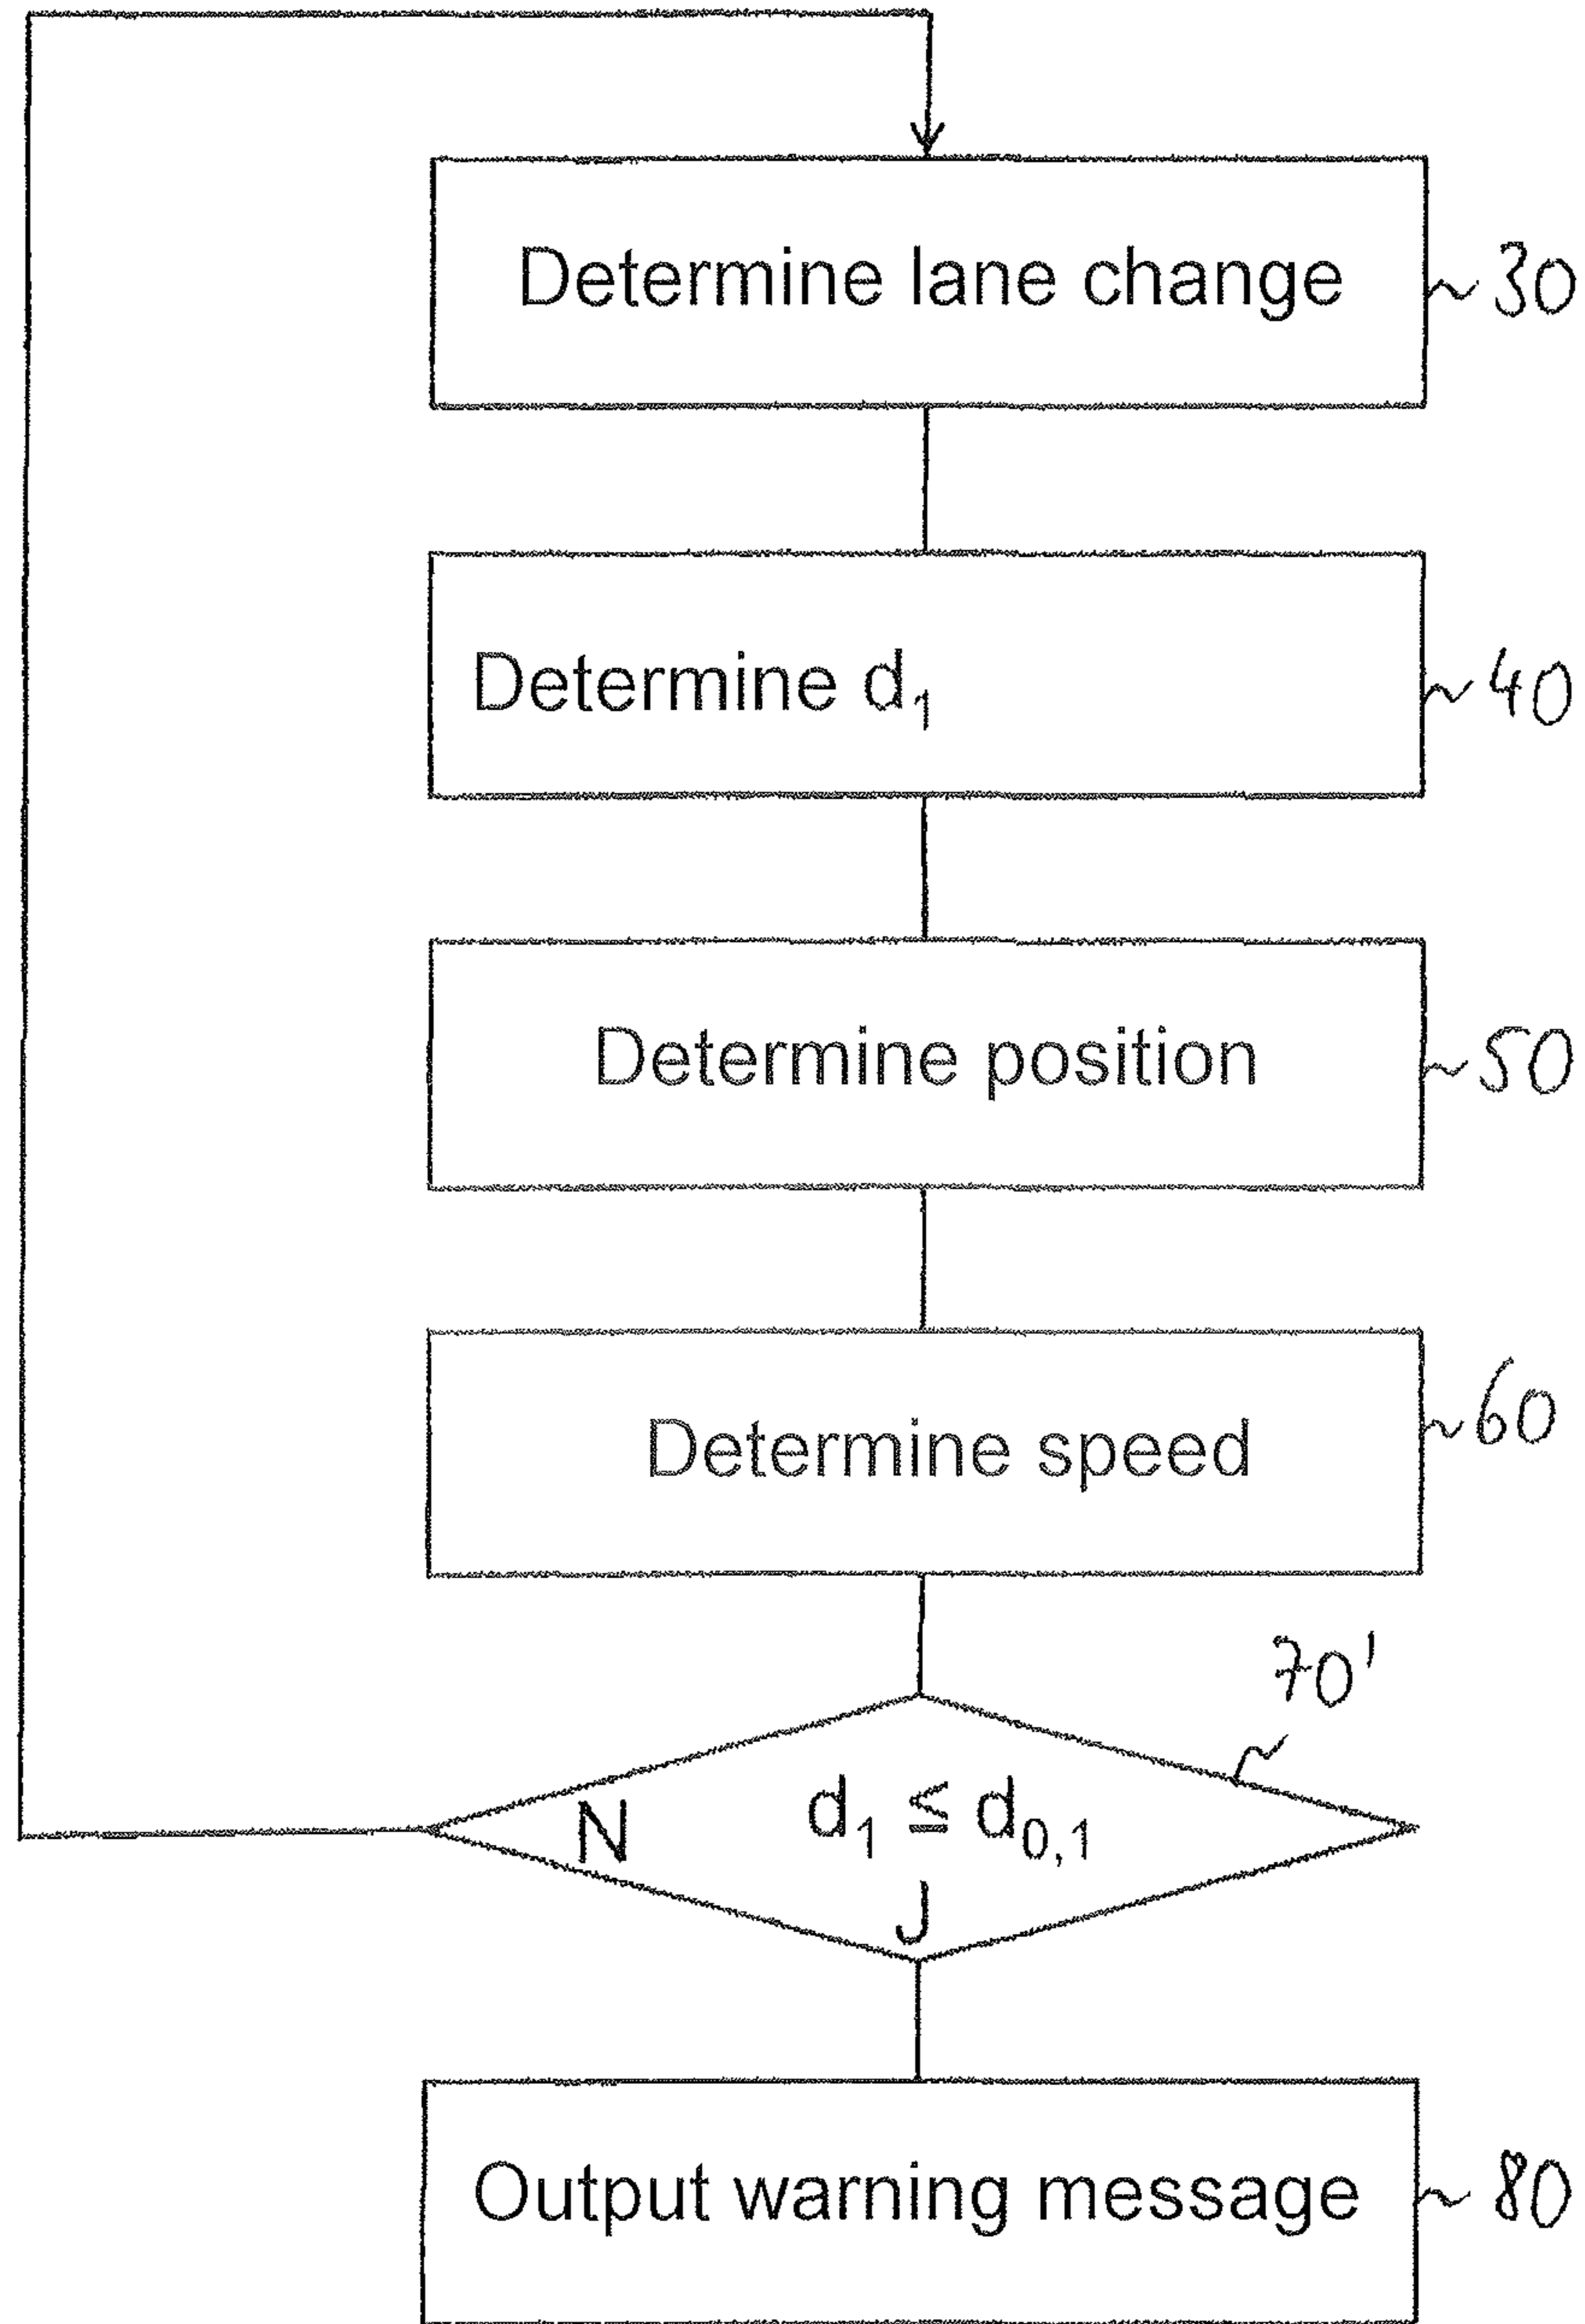 Determine lane change ~30
Determine d₁ ~40
Determine position ~50
Determine speed ~60
70'
N d₁ ≤ d₀,₁
J
Output warning message ~80